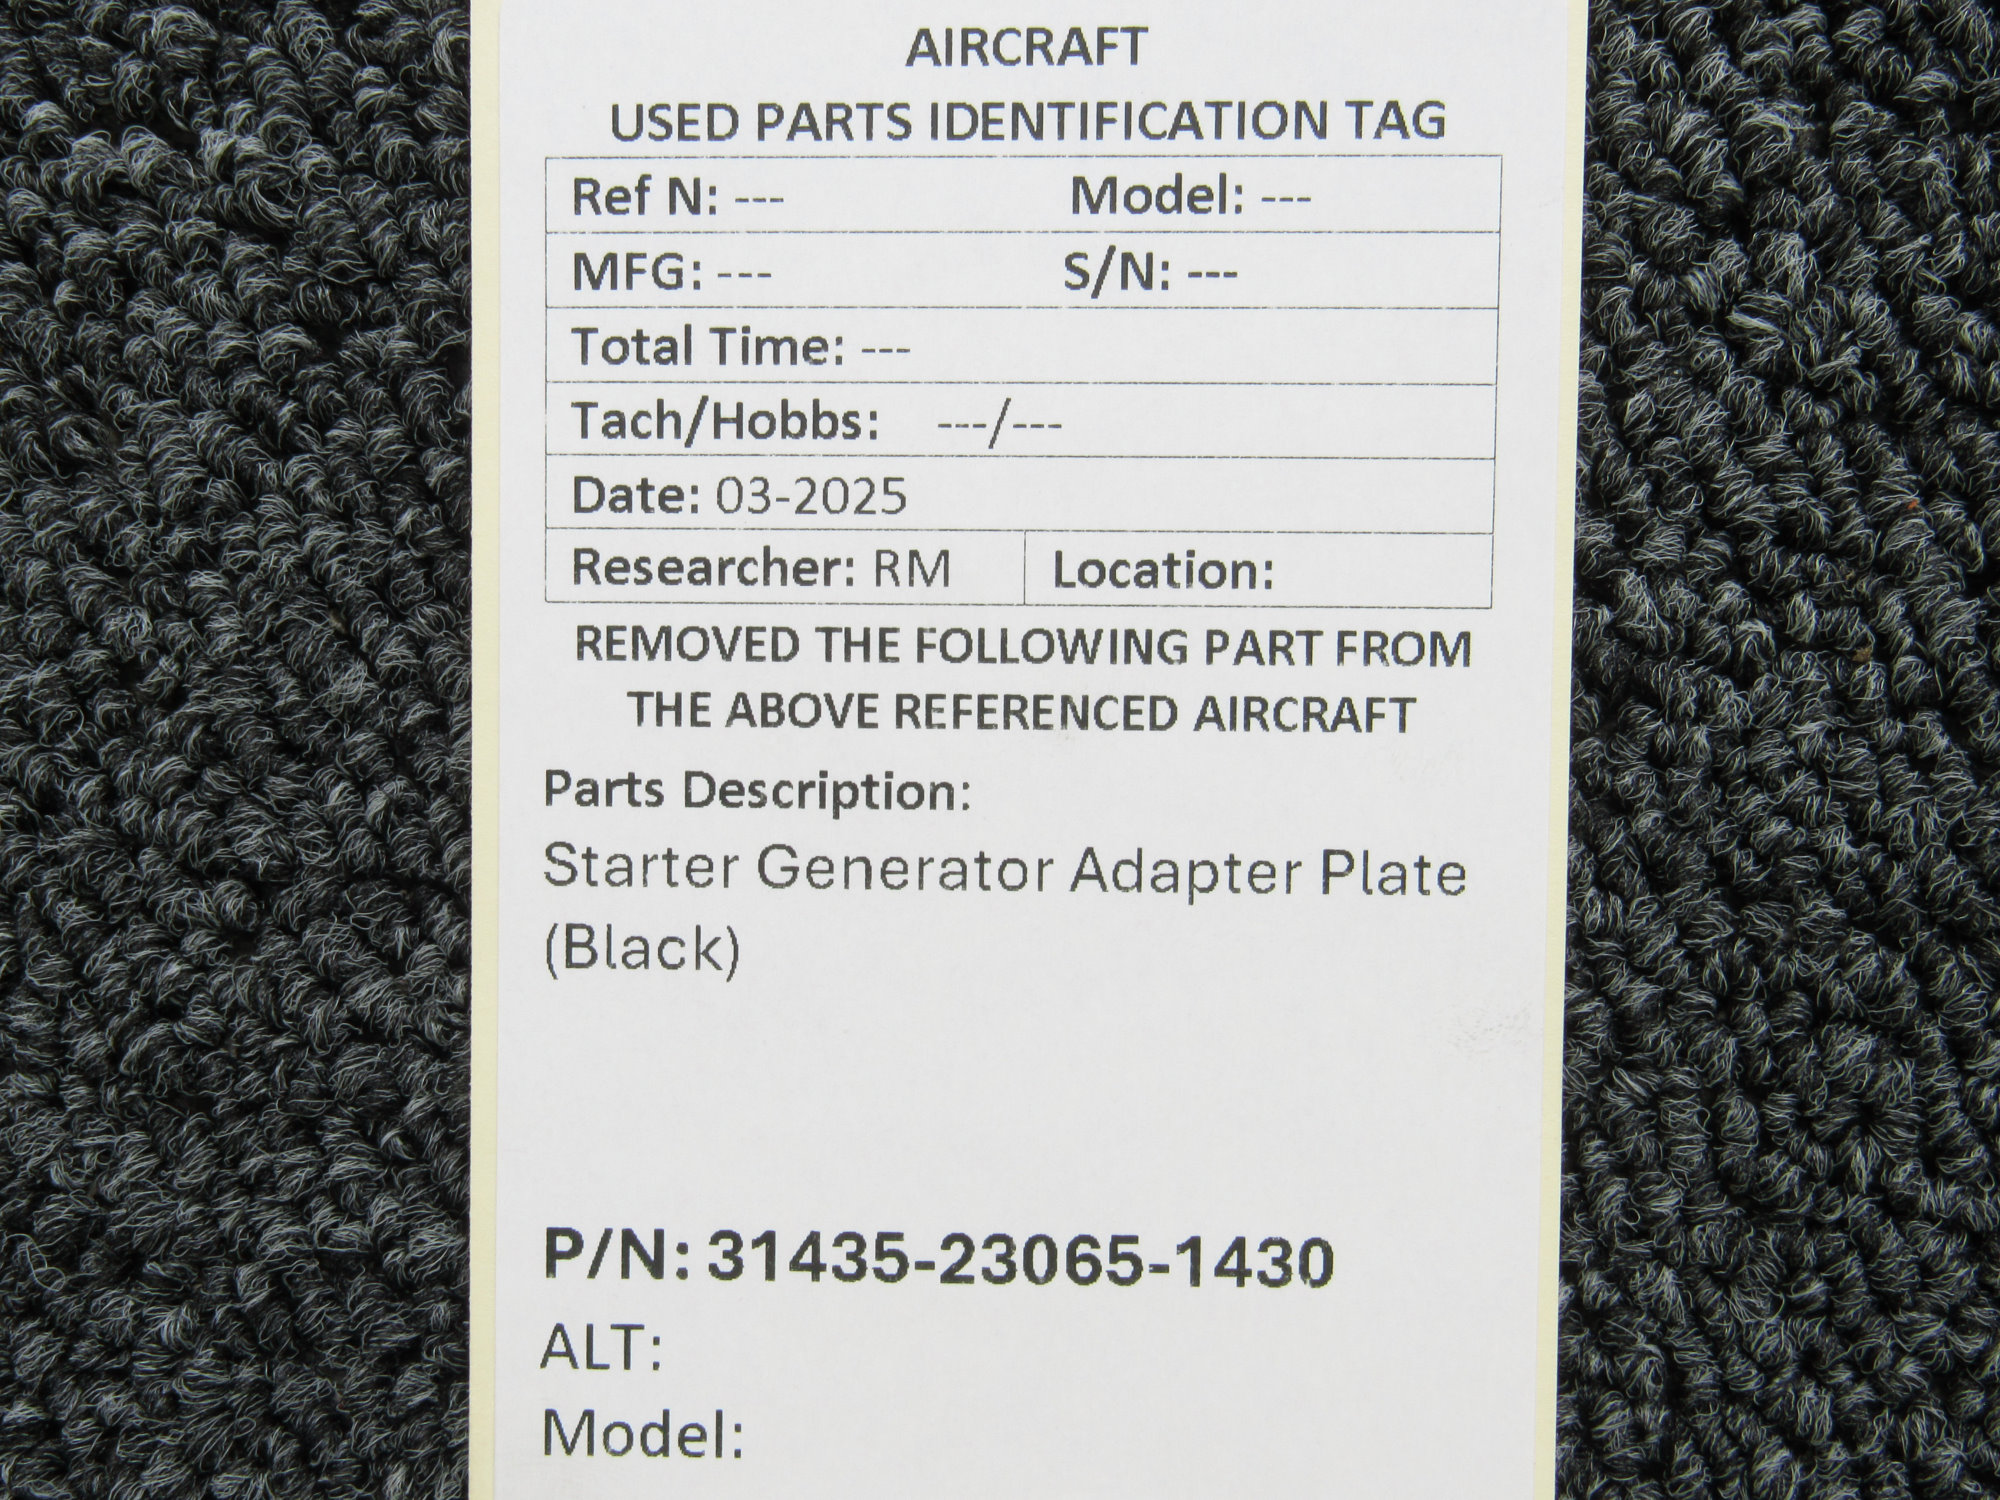 AIRCRAFT
USED PARTS IDENTIFICATION TAG
Ref N: --- Model: ---
MFG: --- S/N: ---
Total Time: ---
Tach/Hobbs: ---/---
Date: 03-2025
Researcher: RM Location:
REMOVED THE FOLLOWING PART FROM
THE ABOVE REFERENCED AIRCRAFT
Parts Description:
Starter Generator Adapter Plate
(Black)
P/N: 31435-23065-1430
ALT:
Model: